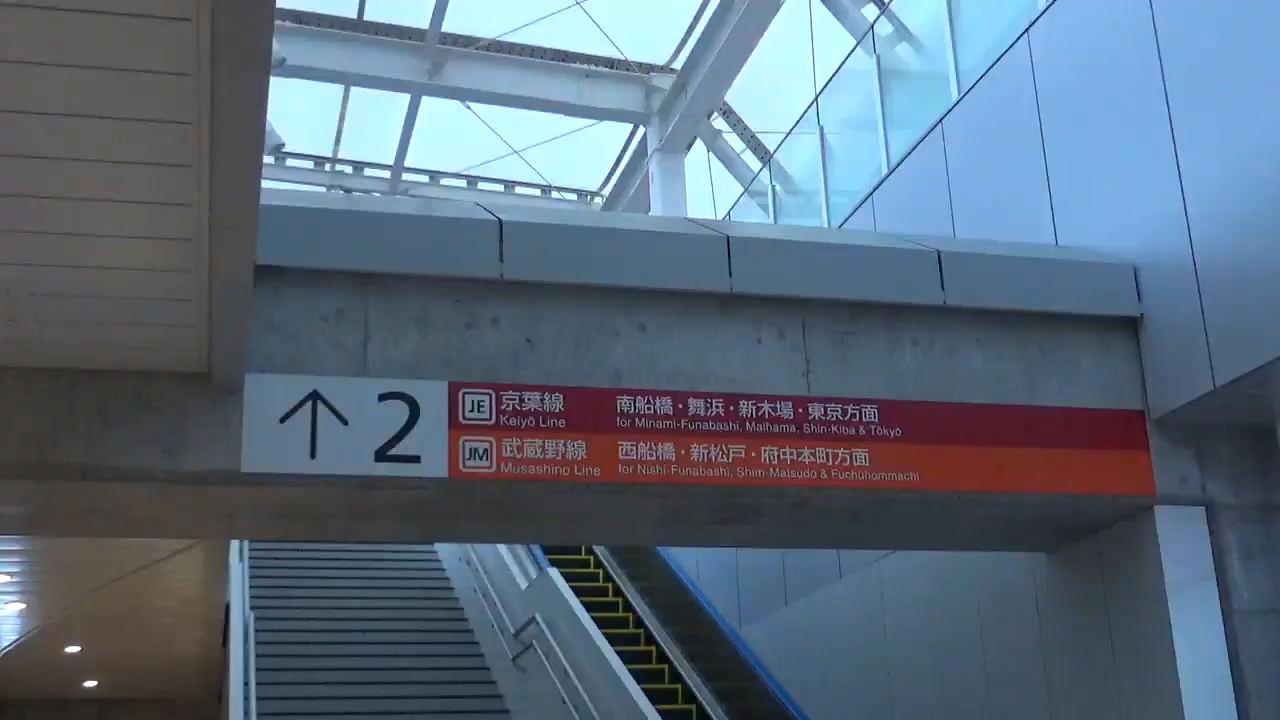 ↑ 2
JE 京葉線 南船橋・舞浜・新木場・東京方面
Keiyō Line for Minami-Funabashi, Maihama, Shin-Kiba & Tōkyō
JM 武蔵野線 西船橋・新松戸・府中本町方面
Musashino Line for Nishi-Funabashi, Shim-Matsudo & Fuchūhommachi